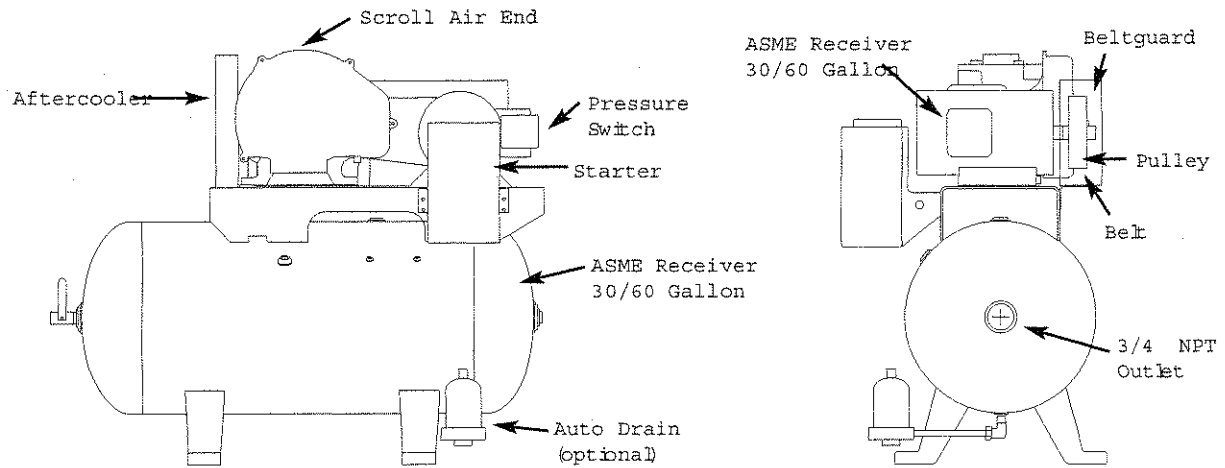 Scroll Air End
Aftercooler
Pressure
Switch
Starter
ASME Receiver
30/60 Gallon
Auto Drain
(optional)
ASME Receiver
30/60 Gallon
Beltguard
Pulley
Belt
3/4 NPT
Outlet